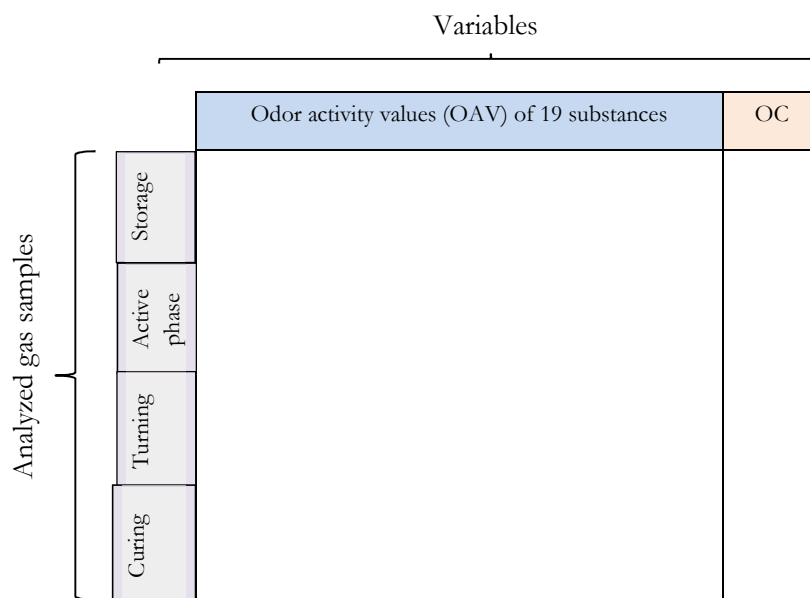 Variables
Odor activity values (OAV) of 19 substances
OC
Analyzed gas samples
Storage
Active
phase
Turning
Curing